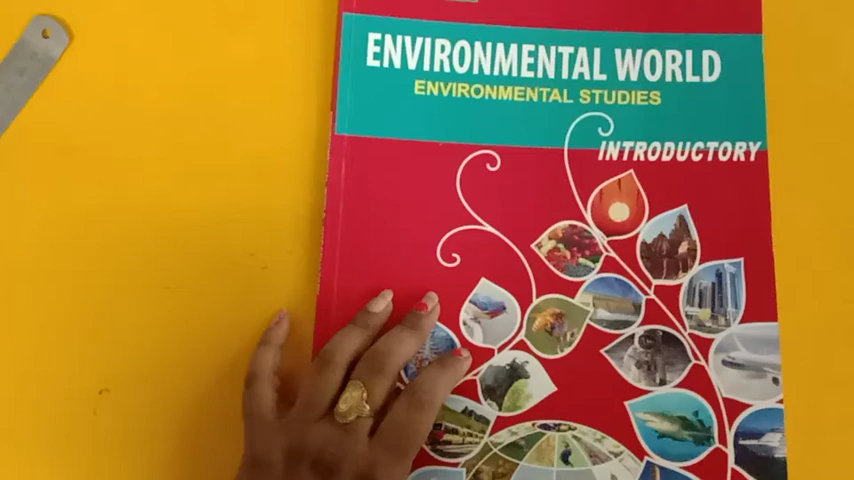 ENVIRONMENTAL WORLD
ENVIRONMENTAL STUDIES
INTRODUCTORY